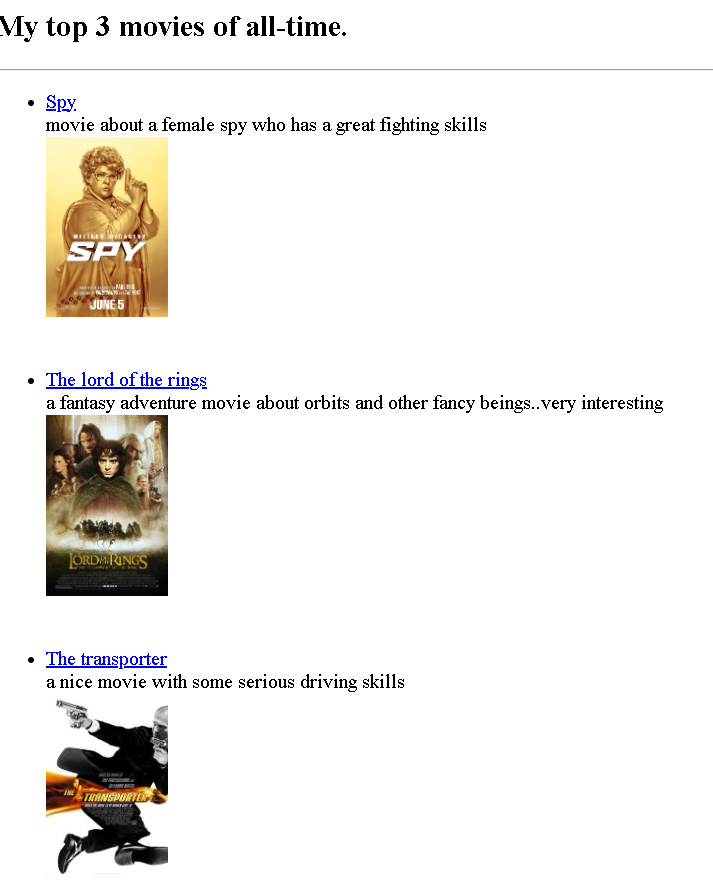 My top 3 movies of all-time.
Spy
movie about a female spy who has a great fighting skills
MELISSA MCCARTHY
SPY
JUNE 5
The lord of the rings
a fantasy adventure movie about orbits and other fancy beings..very interesting
THE LORD OF THE RINGS
The transporter
a nice movie with some serious driving skills
THE TRANSPORTER